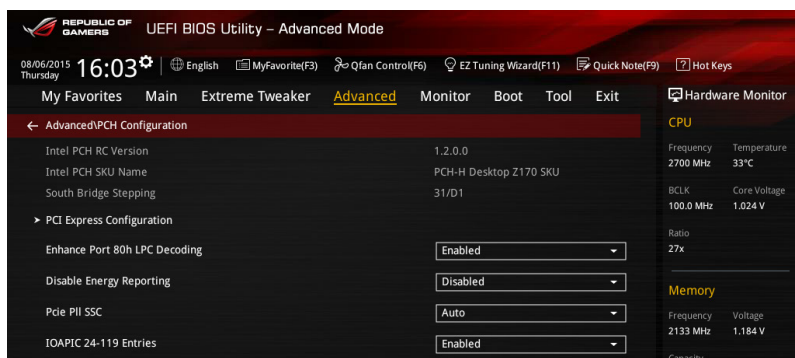 REPUBLIC OF
GAMERS
UEFI BIOS Utility – Advanced Mode
08/06/2015
Thursday
16:03
English
MyFavorite(F3)
Qfan Control(F6)
EZ Tuning Wizard(F11)
Quick Note(F9)
? Hot Keys
My Favorites Main Extreme Tweaker Advanced Monitor Boot Tool Exit
Hardware Monitor
← Advanced\PCH Configuration
Intel PCH RC Version 1.2.0.0
Intel PCH SKU Name PCH-H Desktop Z170 SKU
South Bridge Stepping 31/D1
> PCI Express Configuration
Enhance Port 80h LPC Decoding Enabled
Disable Energy Reporting Disabled
Pcie Pll SSC Auto
IOAPIC 24-119 Entries Enabled
CPU
Frequency Temperature
2700 MHz 33°C
BCLK Core Voltage
100.0 MHz 1.024 V
Ratio
27x
Memory
Frequency Voltage
2133 MHz 1.184 V
Capacity